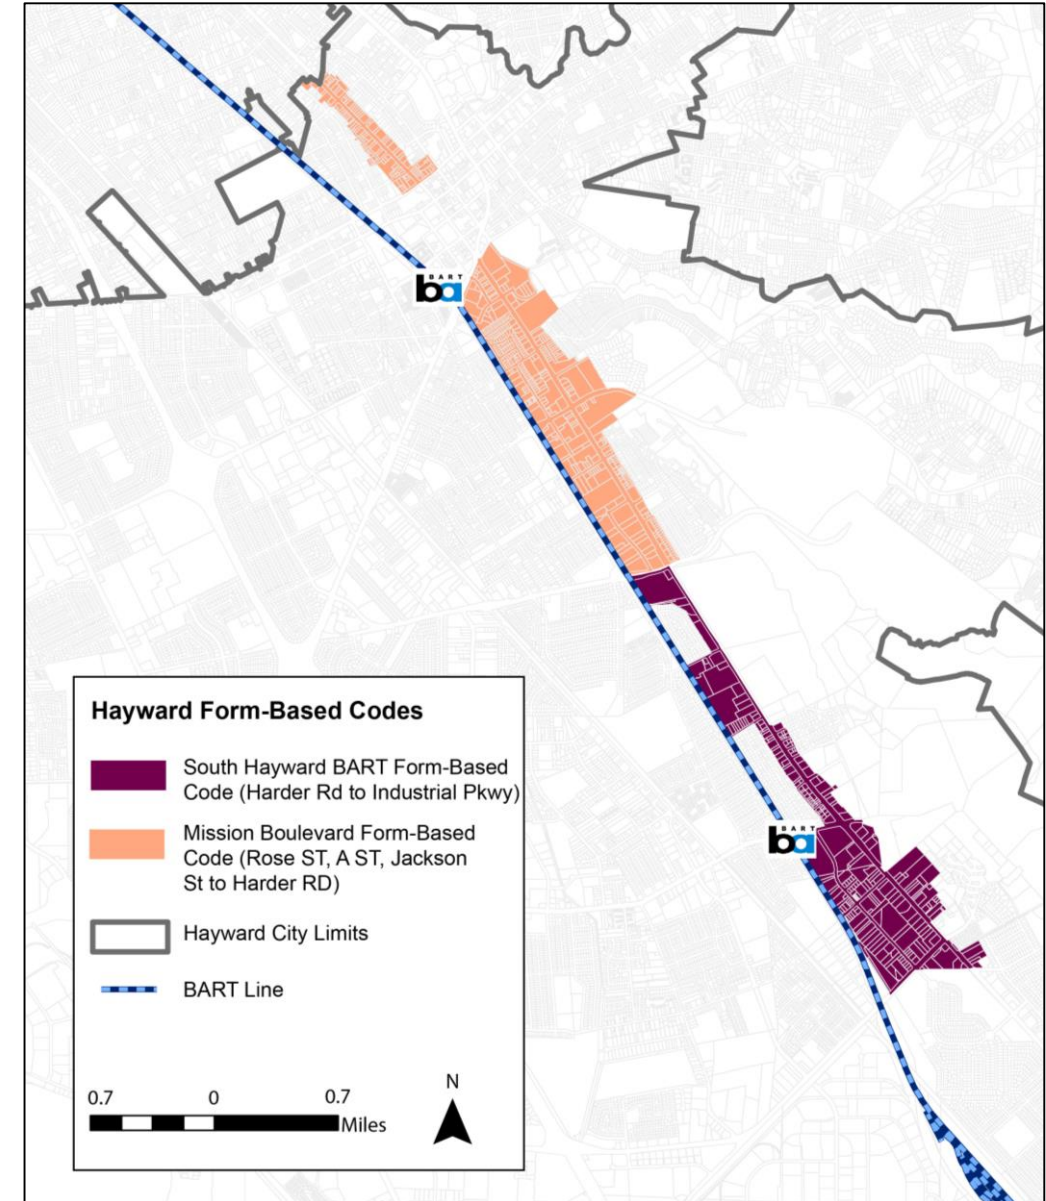 BART
ba
Hayward Form-Based Codes
South Hayward BART Form-Based
Code (Harder Rd to Industrial Pkwy)
Mission Boulevard Form-Based
Code (Rose ST, A ST, Jackson
St to Harder RD)
Hayward City Limits
BART Line
0.7 0 0.7
Miles
N
BART
ba